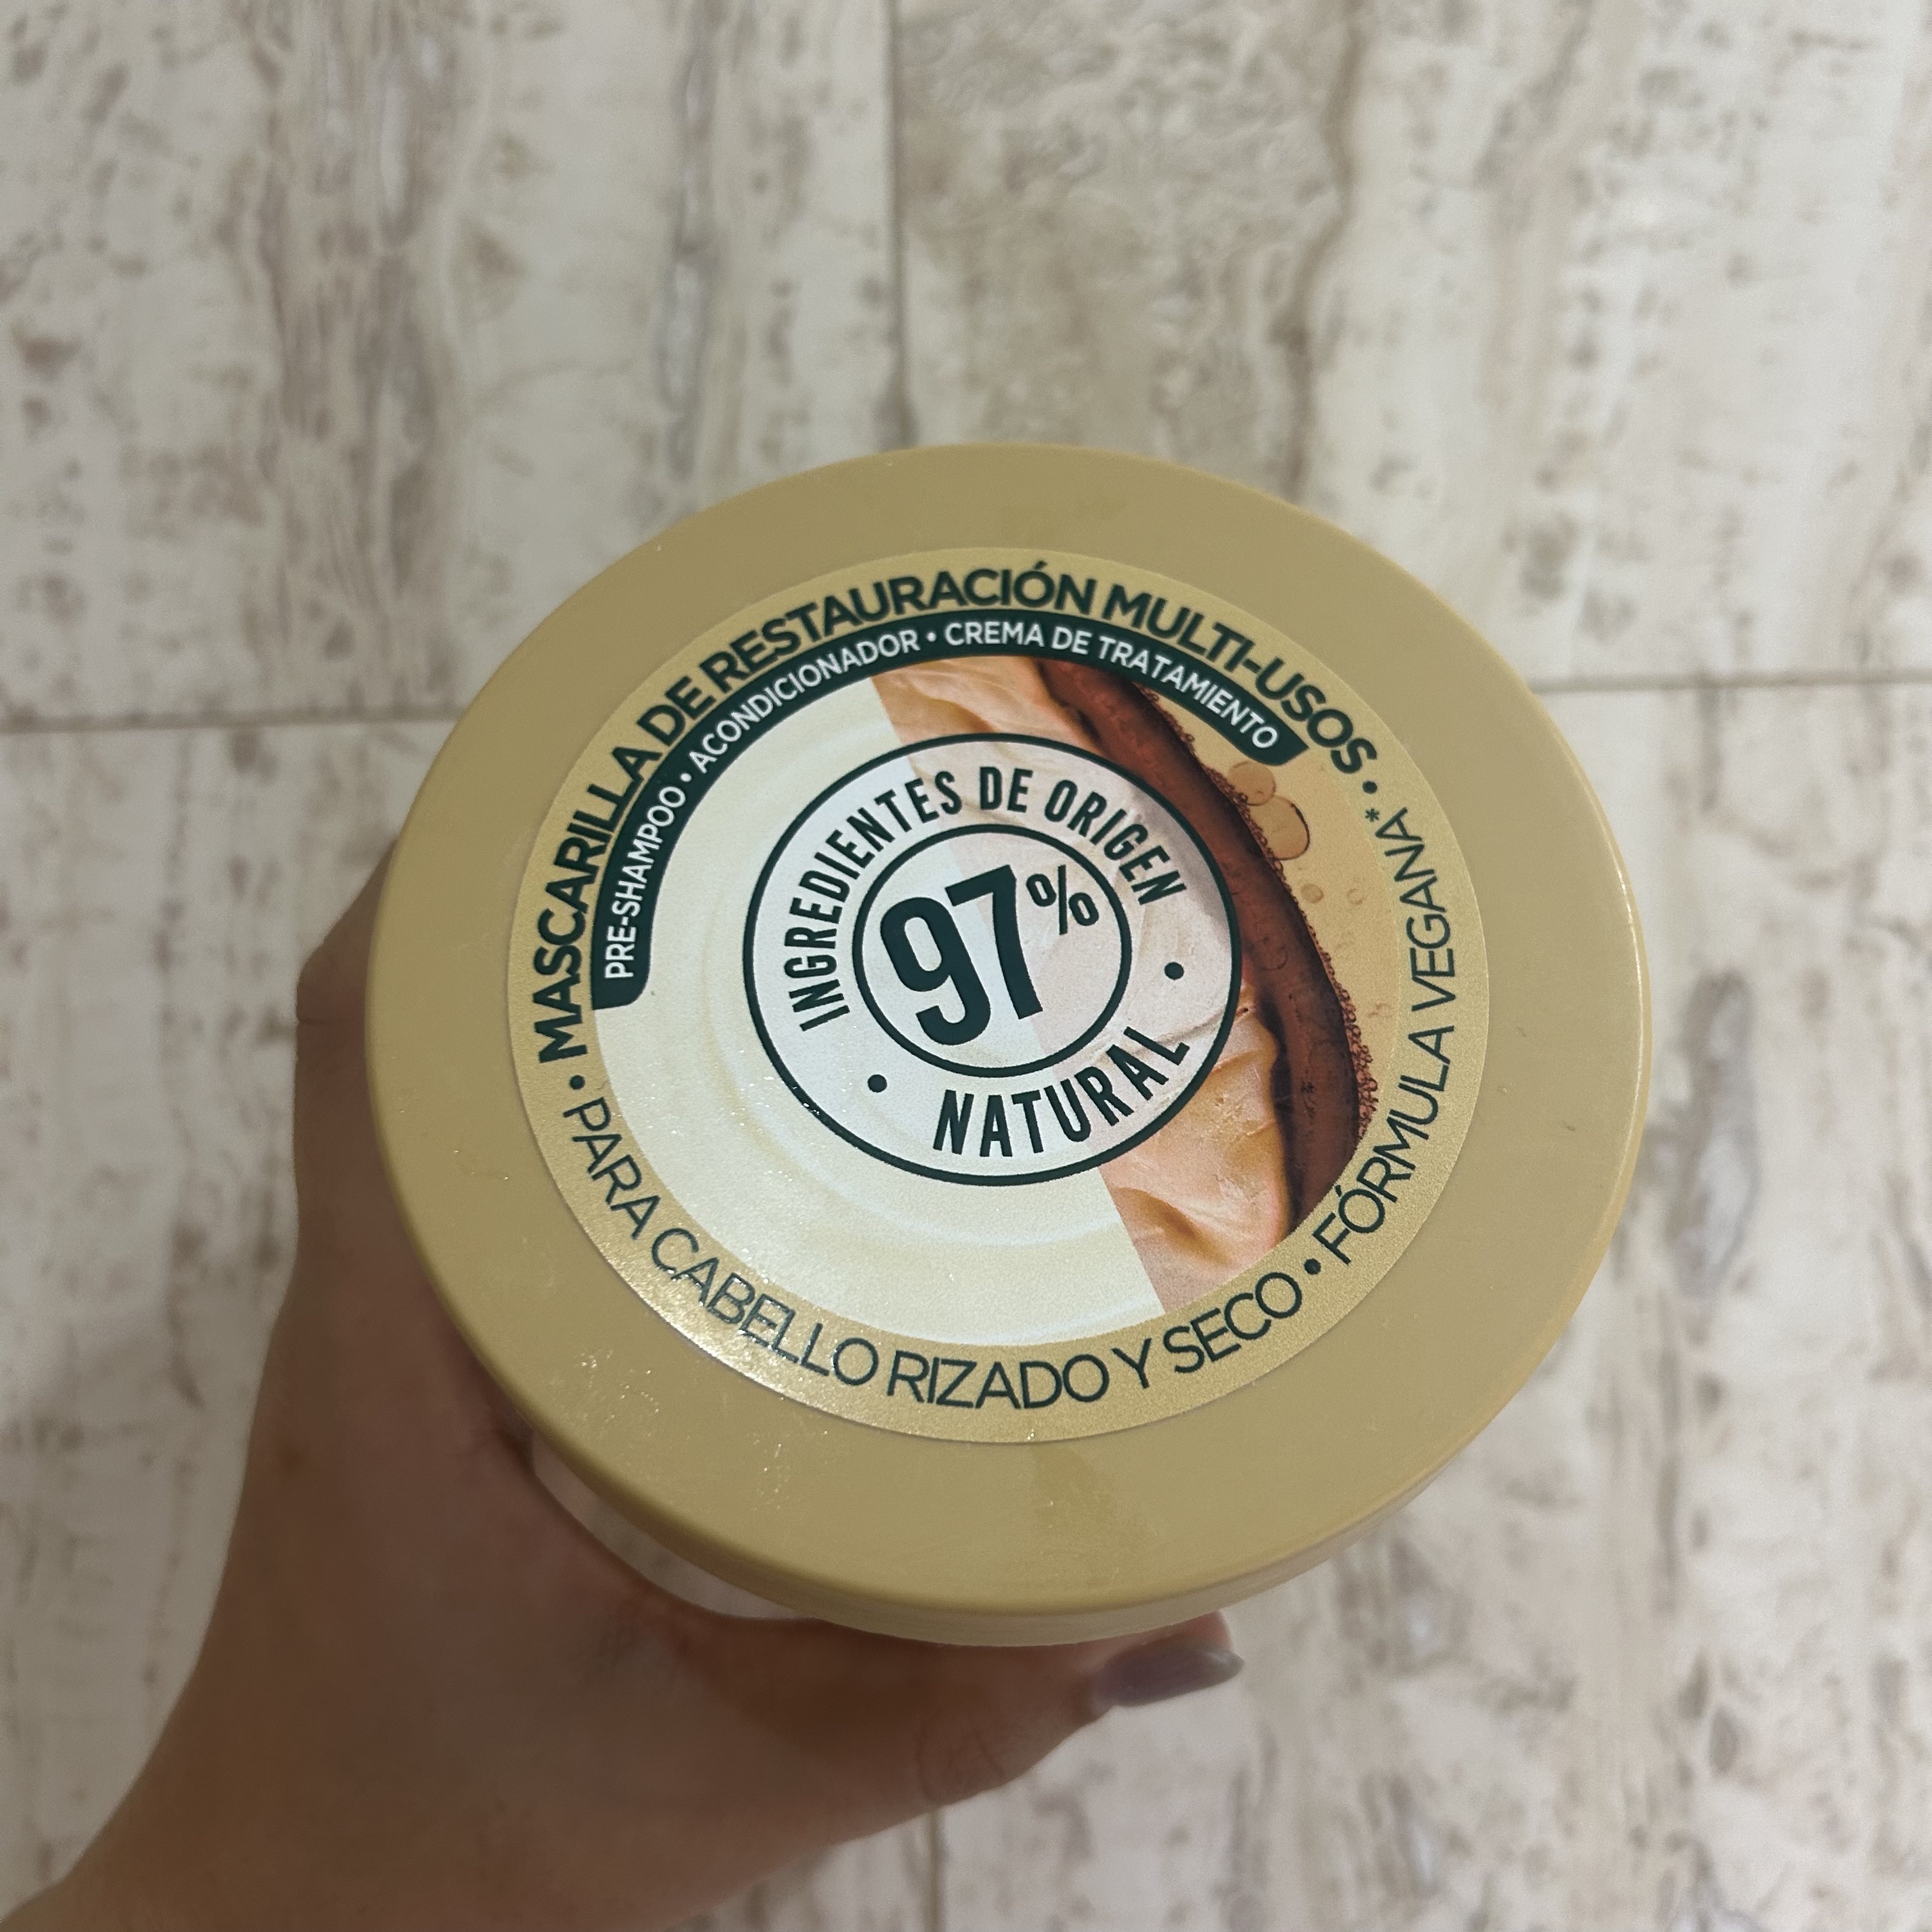 • MASCARILLA DE RESTAURACIÓN MULTI-USOS •
PRE-SHAMPOO • ACONDICIONADOR • CREMA DE TRATAMIENTO
INGREDIENTES DE ORIGEN
97%
• NATURAL •
PARA CABELLO RIZADO Y SECO • FÓRMULA VEGANA*